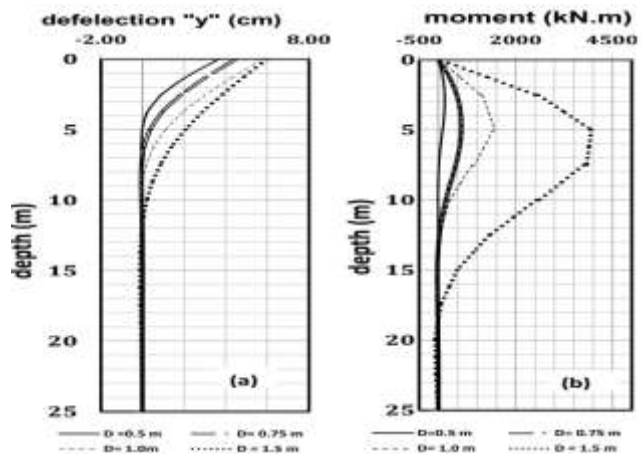 defelection "y" (cm)
-2.00 8.00
0
5
10
15
20
25
depth (m)
(a)
D =0.5 m D= 0.75 m
D= 1.0m D= 1.5 m
moment (kN.m)
-500 2000 4500
0
5
10
15
20
25
depth (m)
(b)
D=0.5 m D= 0.75 m
D= 1.0 m D= 1.5 m